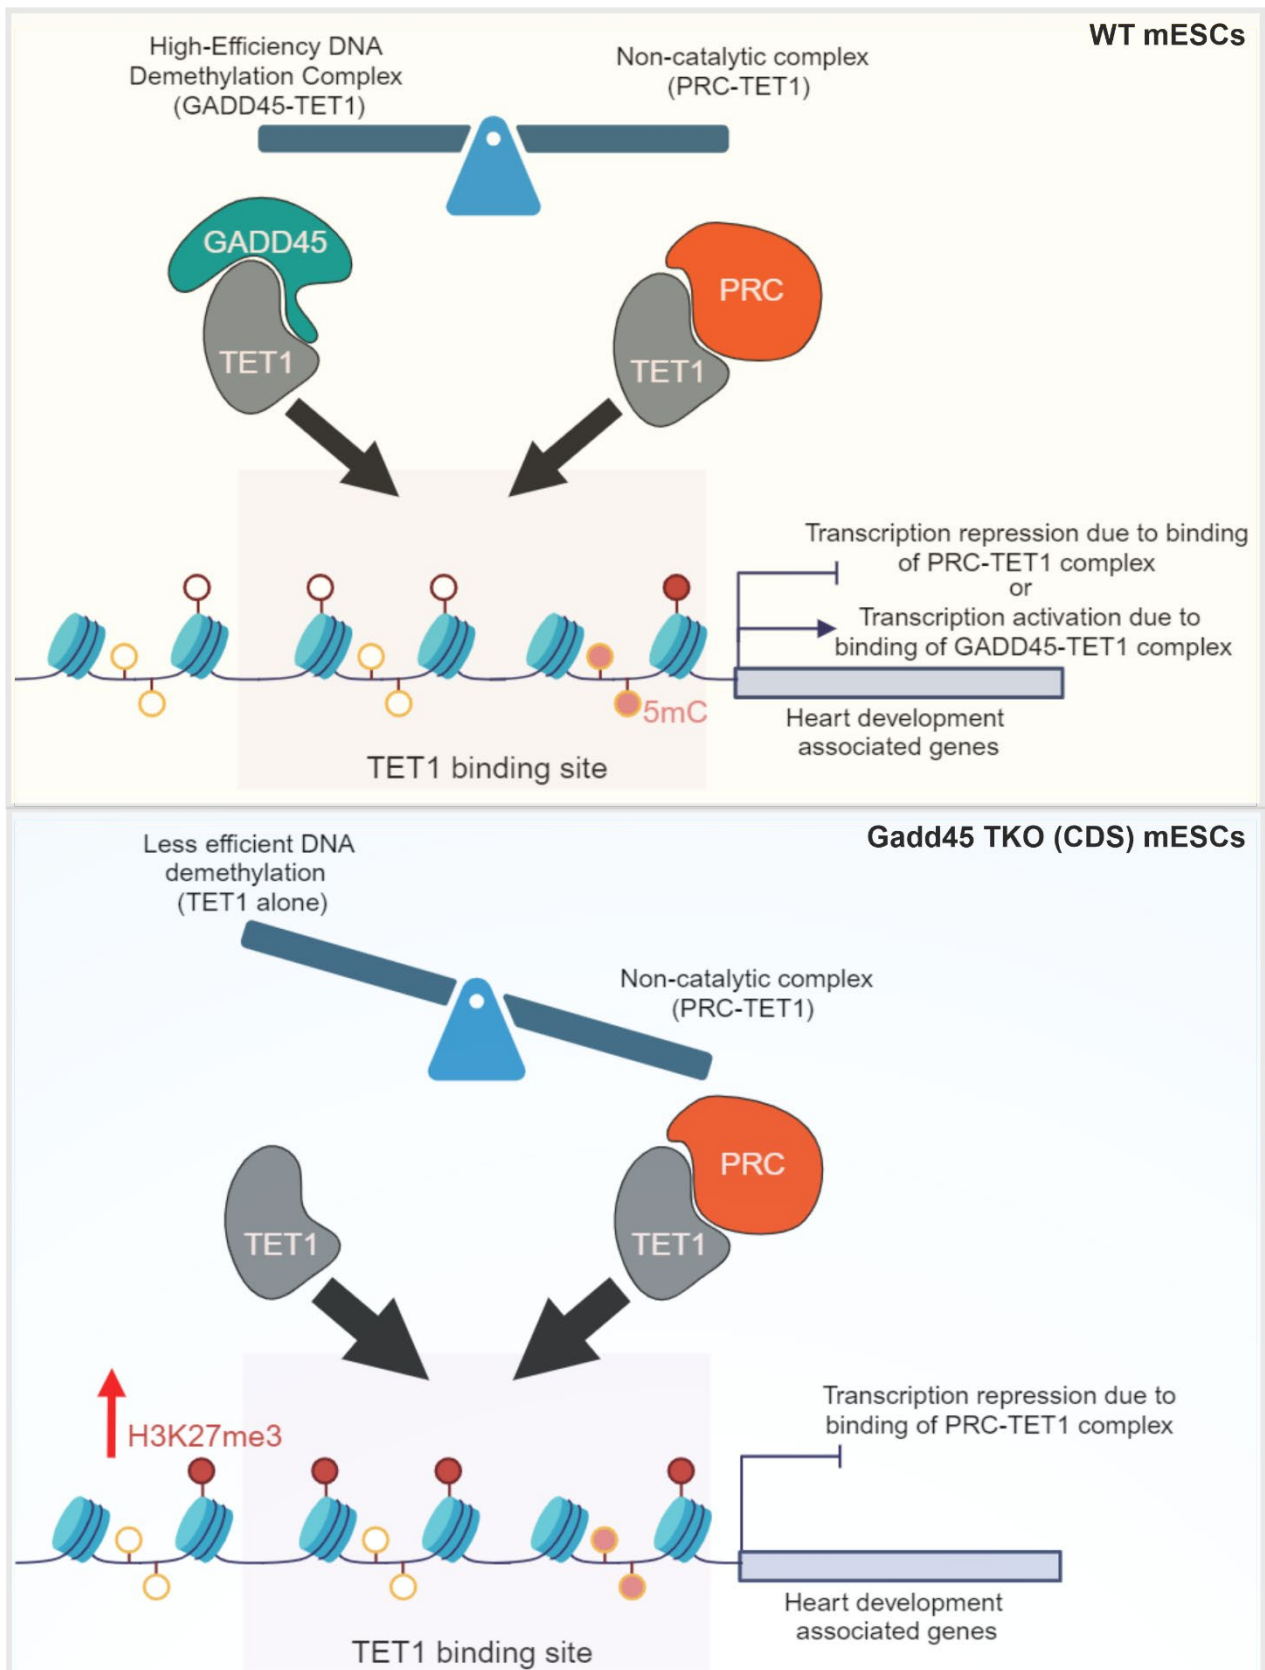 WT mESCs
High-Efficiency DNA
Demethylation Complex
(GADD45-TET1)
Non-catalytic complex
(PRC-TET1)
GADD45
TET1
PRC
TET1
Transcription repression due to binding
of PRC-TET1 complex
or
Transcription activation due to
binding of GADD45-TET1 complex
5mC
Heart development
associated genes
TET1 binding site
Gadd45 TKO (CDS) mESCs
Less efficient DNA
demethylation
(TET1 alone)
Non-catalytic complex
(PRC-TET1)
TET1
PRC
TET1
H3K27me3
Transcription repression due to
binding of PRC-TET1 complex
Heart development
associated genes
TET1 binding site